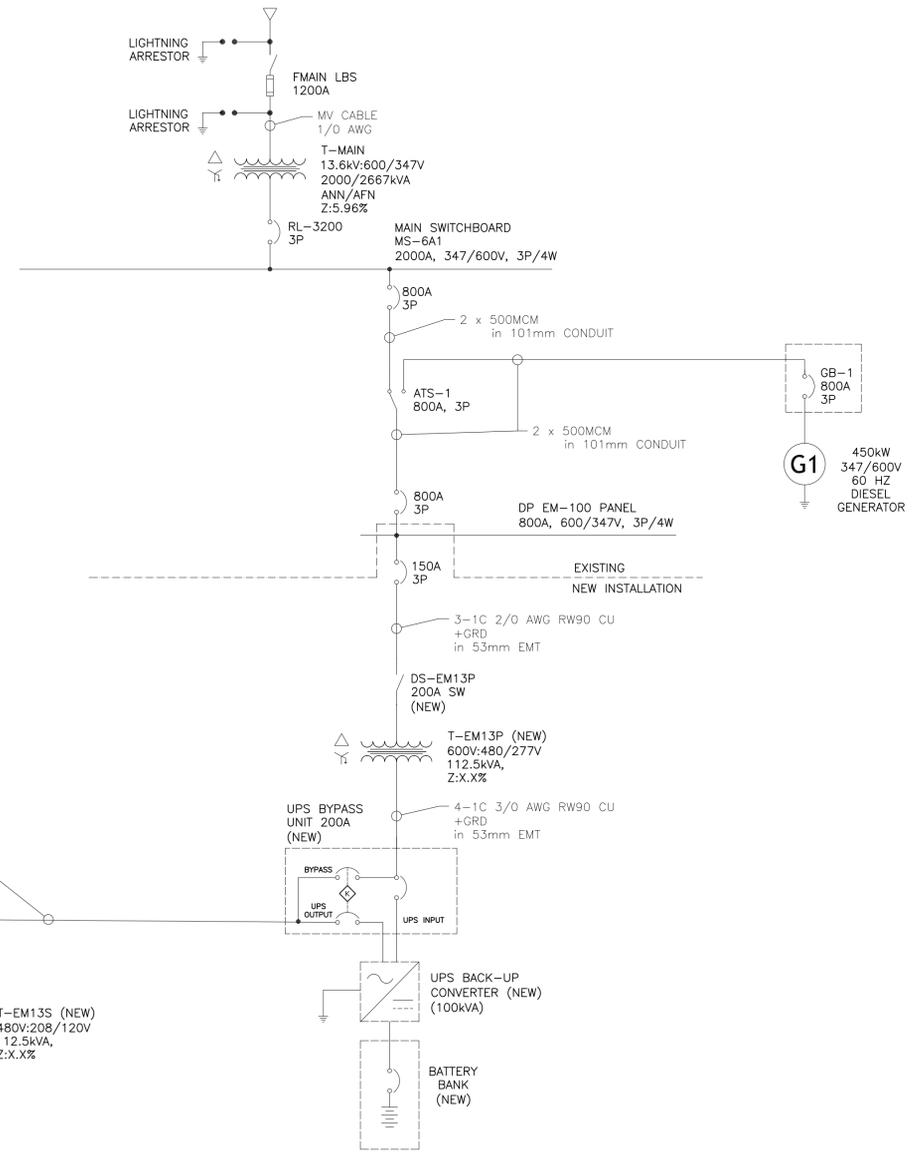 LIGHTNING
ARRESTOR
FMAIN LBS
1200A
LIGHTNING
ARRESTOR
MV CABLE
1/0 AWG
T-MAIN
13.6kV:600/347V
2000/2667kVA
ANN/AFN
Z:5.96%
RL-3200
3P
MAIN SWITCHBOARD
MS-6A1
2000A, 347/600V, 3P/4W
800A
3P
2 x 500MCM
in 101mm CONDUIT
ATS-1
800A, 3P
GB-1
800A
3P
2 x 500MCM
in 101mm CONDUIT
G1
450kW
347/600V
60 HZ
DIESEL
GENERATOR
800A
3P
DP EM-100 PANEL
800A, 600/347V, 3P/4W
150A
3P
EXISTING
NEW INSTALLATION
3-1C 2/0 AWG RW90 CU
+GRD
in 53mm EMT
DS-EM13P
200A SW
(NEW)
T-EM13P (NEW)
600V:480/277V
112.5kVA,
Z:X.X%
4-1C 3/0 AWG RW90 CU
+GRD
in 53mm EMT
UPS BYPASS
UNIT 200A
(NEW)
BYPASS
K
UPS
OUTPUT
UPS INPUT
UPS BACK-UP
CONVERTER (NEW)
(100kVA)
T-EM13S (NEW)
480V:208/120V
12.5kVA,
Z:X.X%
BATTERY
BANK
(NEW)